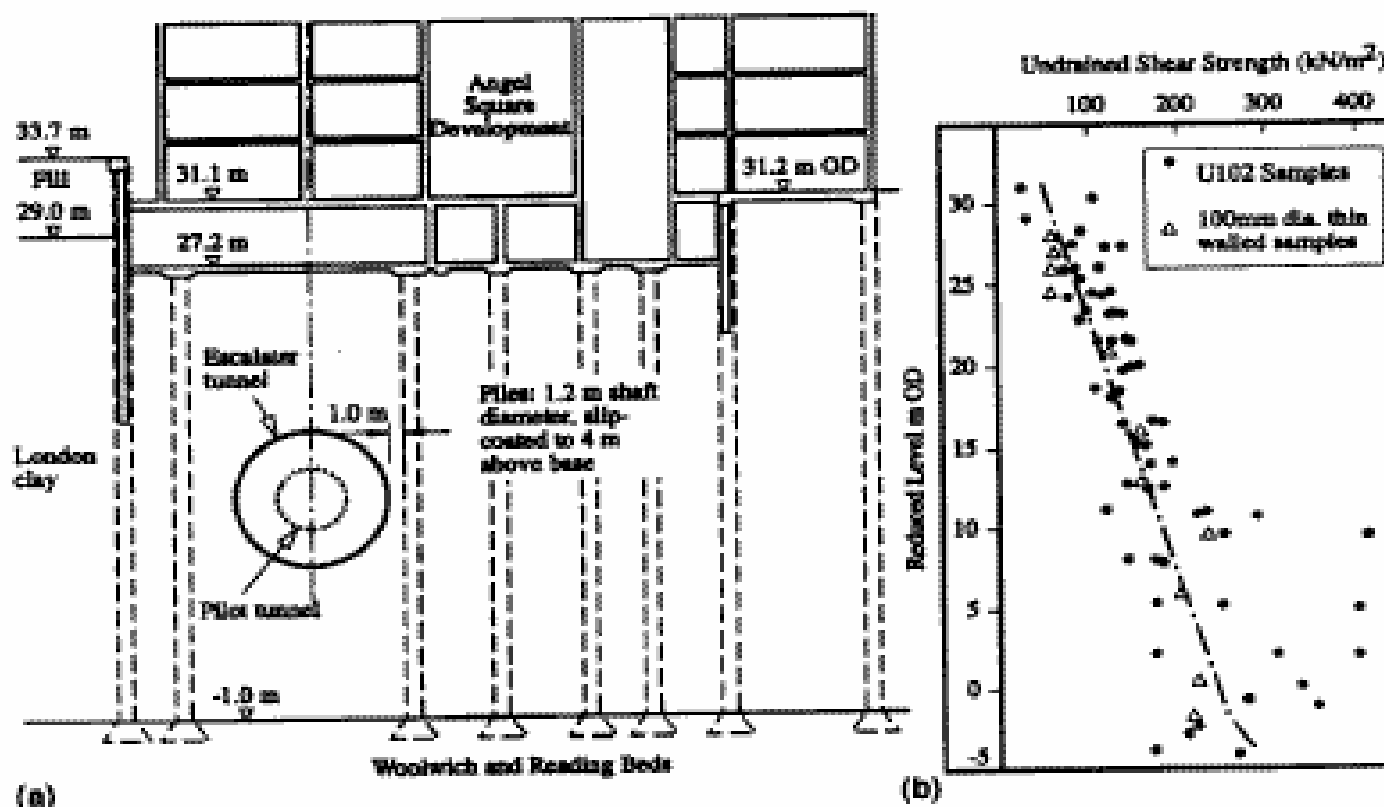 Angel
Square
Development
33.7 m
Fill
29.0 m
31.1 m
31.2 m OD
27.2 m
Escalator
tunnel
1.0 m
Piles: 1.2 m shaft
diameter, slip-
coated to 4 m
above base
London
clay
Pilot tunnel
-1.0 m
Woolwich and Reading Beds
(a)
Undrained Shear Strength (kN/m²)
100 200 300 400
U102 Samples
100mm dia. thin
walled samples
Reduced Level m OD
30
25
20
15
10
5
0
-5
(b)